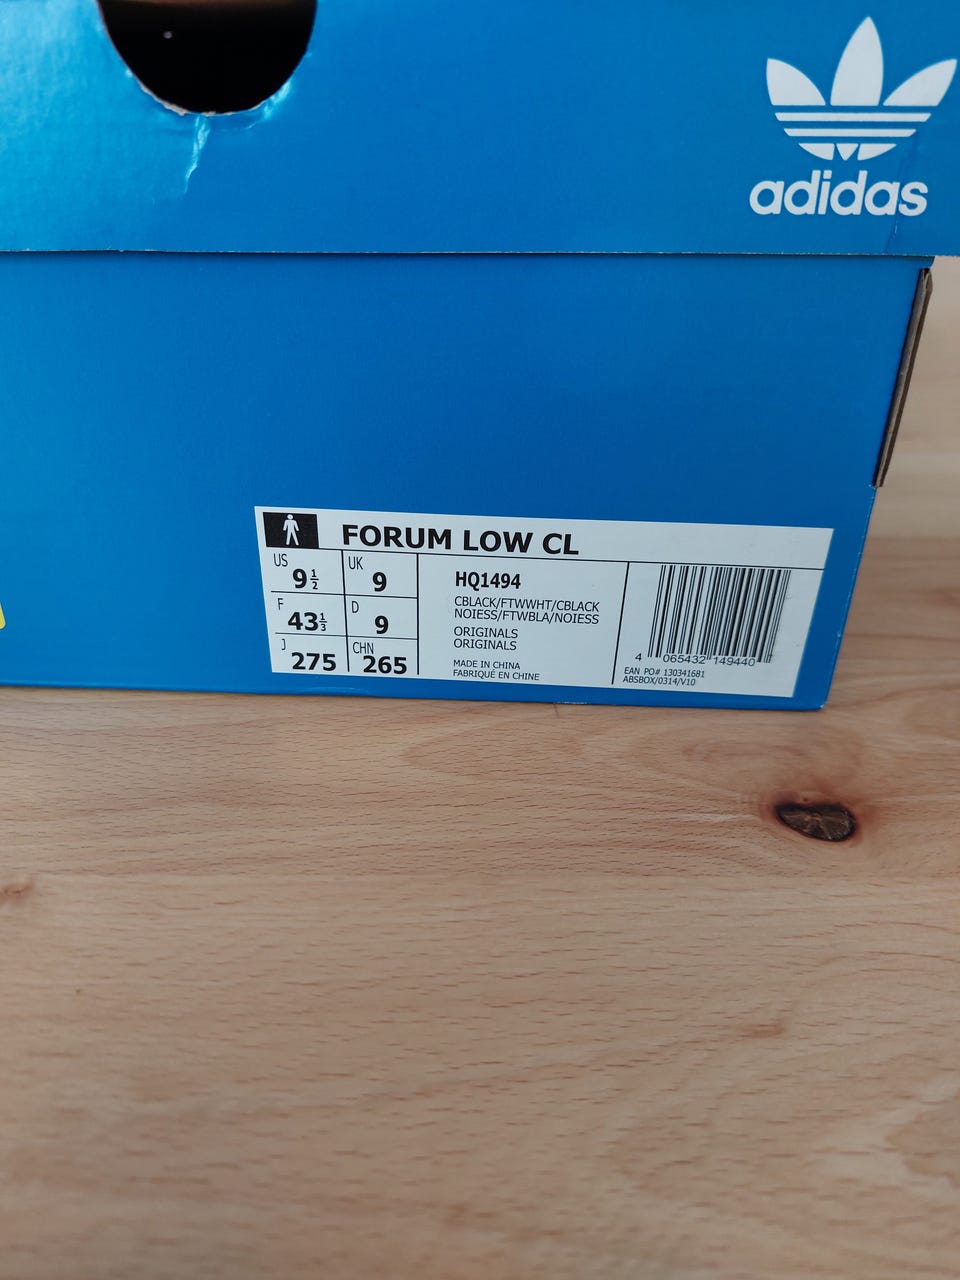 adidas
FORUM LOW CL
US 9½ UK 9
F 43⅓ D 9
J 275 CHN 265
HQ1494
CBLACK/FTWWHT/CBLACK
NOIESS/FTWBLA/NOIESS
ORIGINALS
ORIGINALS
MADE IN CHINA
FABRIQUÉ EN CHINE
4 065432 149440
EAN PO# 130341681
ABSBOX/0314/V10